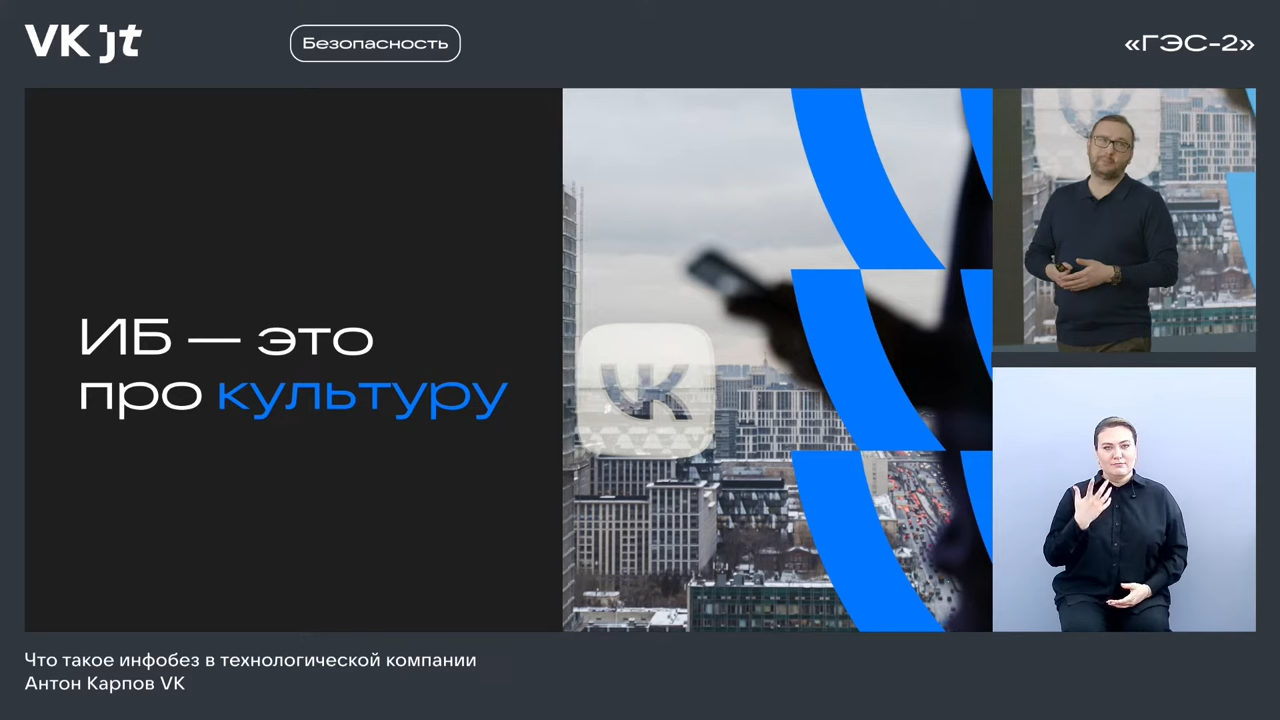 VK jt
Безопасность
«ГЭС-2»
ИБ — это
про культуру
Что такое инфобез в технологической компании
Антон Карпов VK